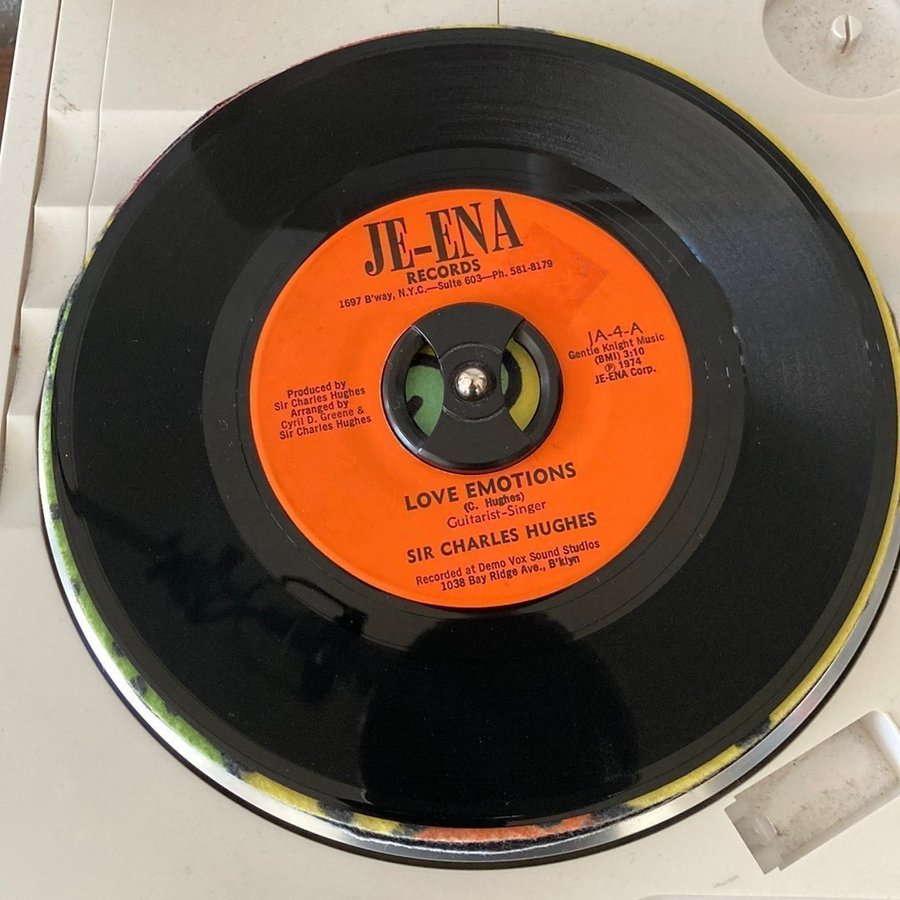 JE-ENA
RECORDS
1697 B'way, N.Y.C.—Suite 603—Ph. 581-8179
JA-4-A
Gentle Knight Music
(BMI) 3:10
Ⓟ 1974
JE-ENA Corp.
Produced by
Sir Charles Hughes
Arranged by
Cyril D. Greene &
Sir Charles Hughes
LOVE EMOTIONS
(C. Hughes)
Guitarist-Singer
SIR CHARLES HUGHES
Recorded at Demo Vox Sound Studios
1038 Bay Ridge Ave., B'klyn